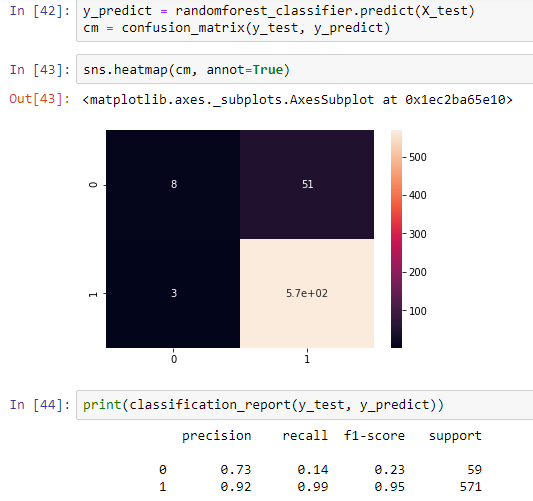 In [42]: y_predict = randomforest_classifier.predict(X_test)
cm = confusion_matrix(y_test, y_predict)
In [43]: sns.heatmap(cm, annot=True)
Out[43]: <matplotlib.axes._subplots.AxesSubplot at 0x1ec2ba65e10>
0 8 51
1 3 5.7e+02
0 1
500
400
300
200
100
In [44]: print(classification_report(y_test, y_predict))
precision recall f1-score support
0 0.73 0.14 0.23 59
1 0.92 0.99 0.95 571